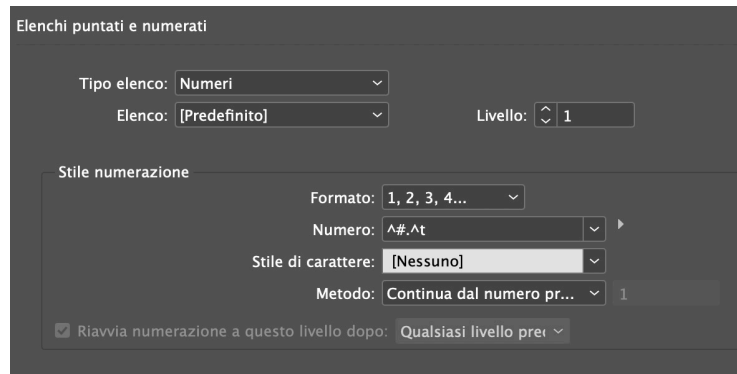 Elenchi puntati e numerati
Tipo elenco: Numeri
Elenco: [Predefinito] Livello: 1
Stile numerazione
Formato: 1, 2, 3, 4...
Numero: ^#.^t
Stile di carattere: [Nessuno]
Metodo: Continua dal numero pr... 1
Riavvia numerazione a questo livello dopo: Qualsiasi livello